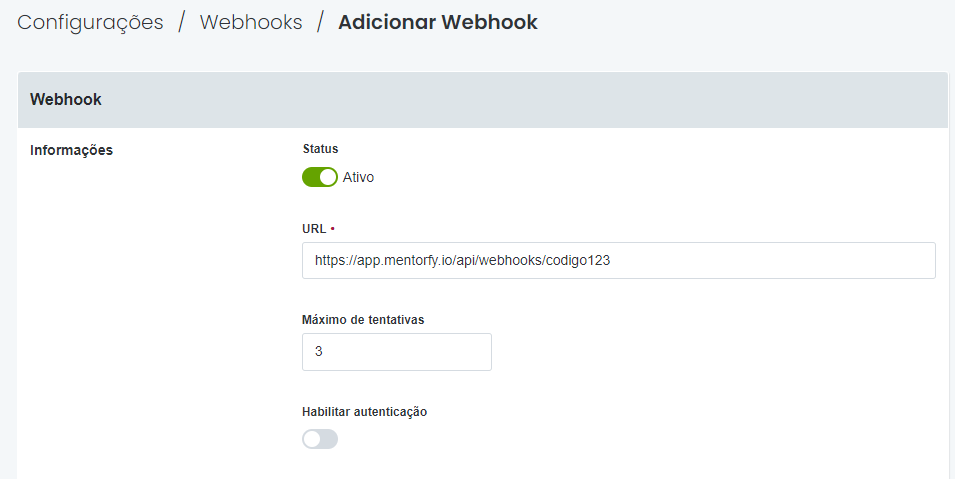 Configurações / Webhooks / Adicionar Webhook
Webhook
Informações
Status
Ativo
URL •
https://app.mentorfy.io/api/webhooks/codigo123
Máximo de tentativas
3
Habilitar autenticação